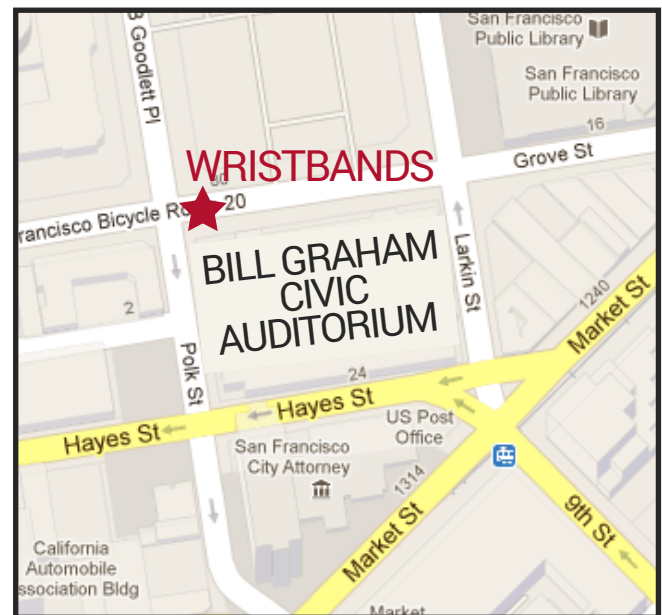 B Goodlett Pl
San Francisco
Public Library
San Francisco
Public Library
16
Grove St
WRISTBANDS
rancisco Bicycle R
20
BILL GRAHAM
CIVIC
AUDITORIUM
Larkin St
1240
Market St
2
Polk St
24
Hayes St
Hayes St
US Post
Office
San Francisco
City Attorney
1314
Market St
9th St
California
Automobile
ssociation Bldg
Market